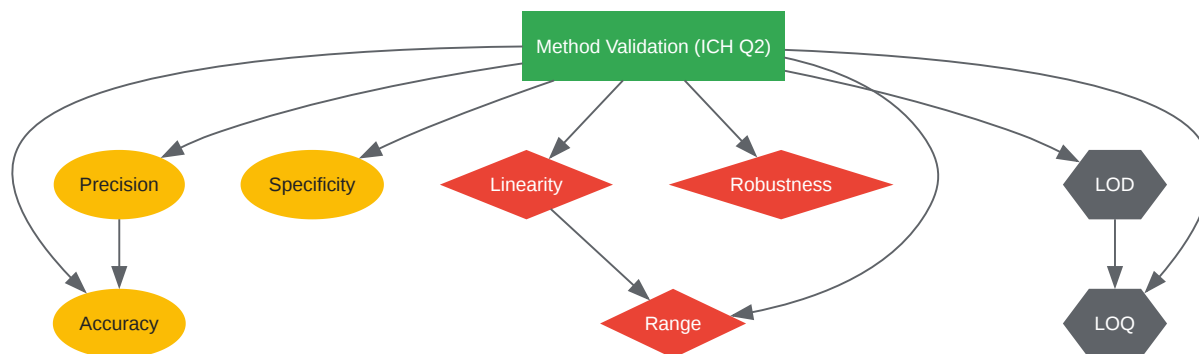 Method Validation (ICH Q2)
Precision
Specificity
Linearity
Robustness
LOD
Accuracy
Range
LOQ